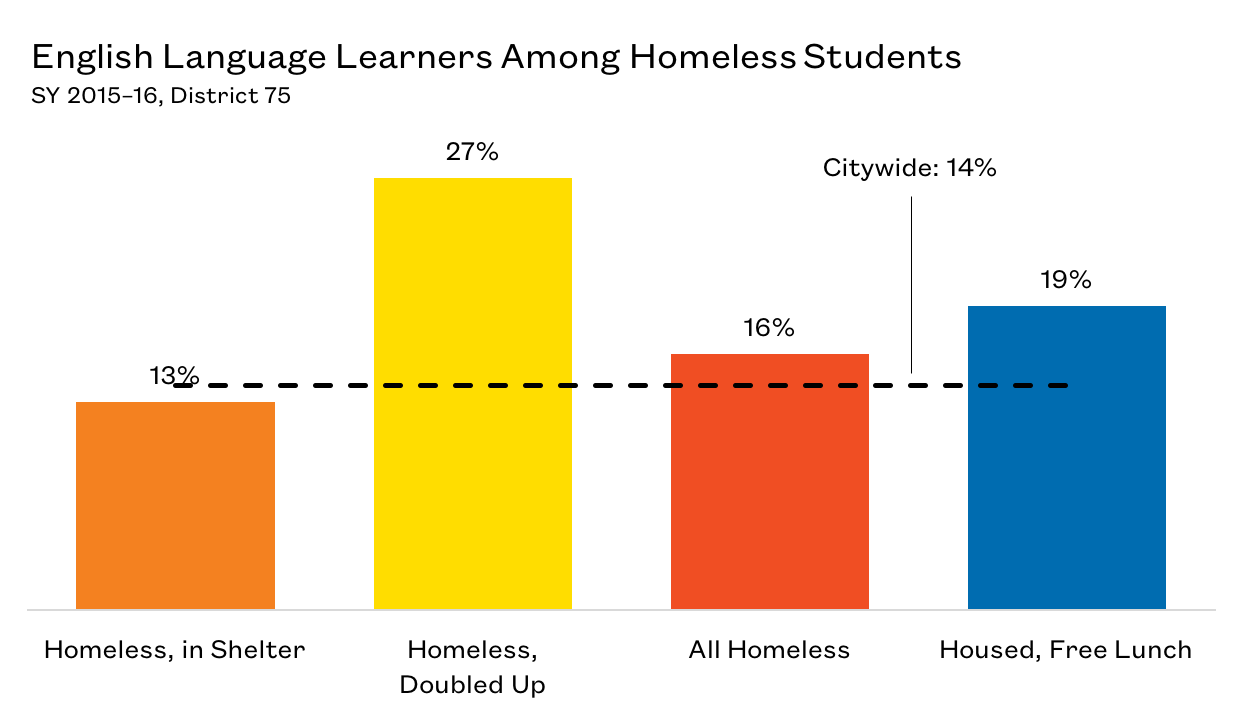 English Language Learners Among Homeless Students
SY 2015–16, District 75
27%
Citywide: 14%
19%
16%
13%
Homeless, in Shelter
Homeless,
Doubled Up
All Homeless
Housed, Free Lunch